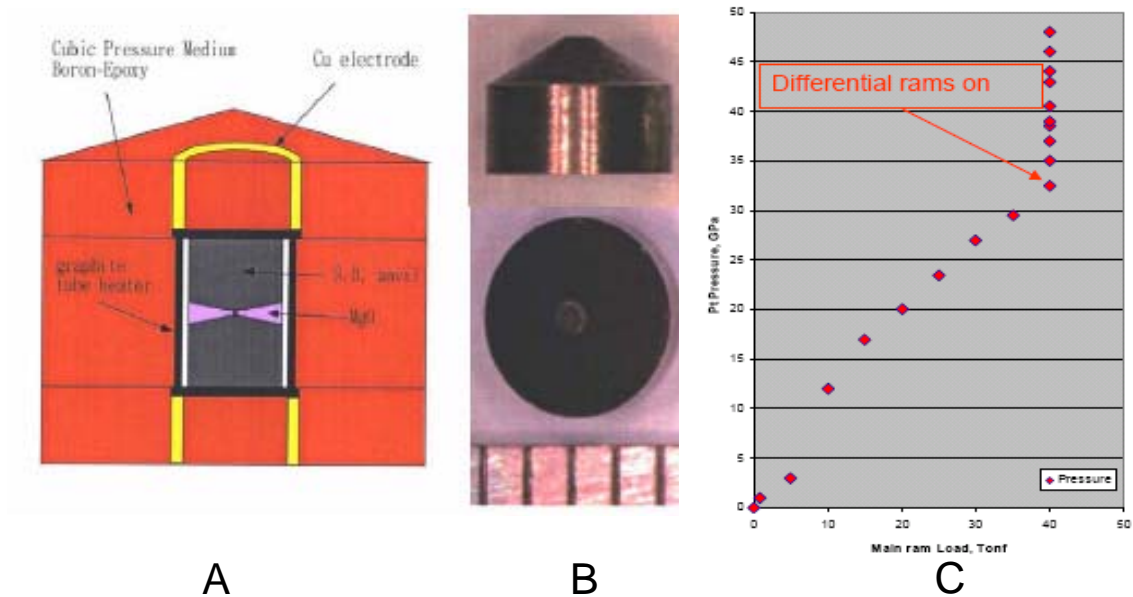 Cubic Pressure Medium
Boron-Epoxy
Cu electrode
graphite
tube heater
S.D. anvil
MgO
A
B
50
45
40
35
30
25
20
15
10
5
0
Pt Pressure, GPa
Differential rams on
Pressure
0 10 20 30 40 50
Main ram Load, Tonf
C